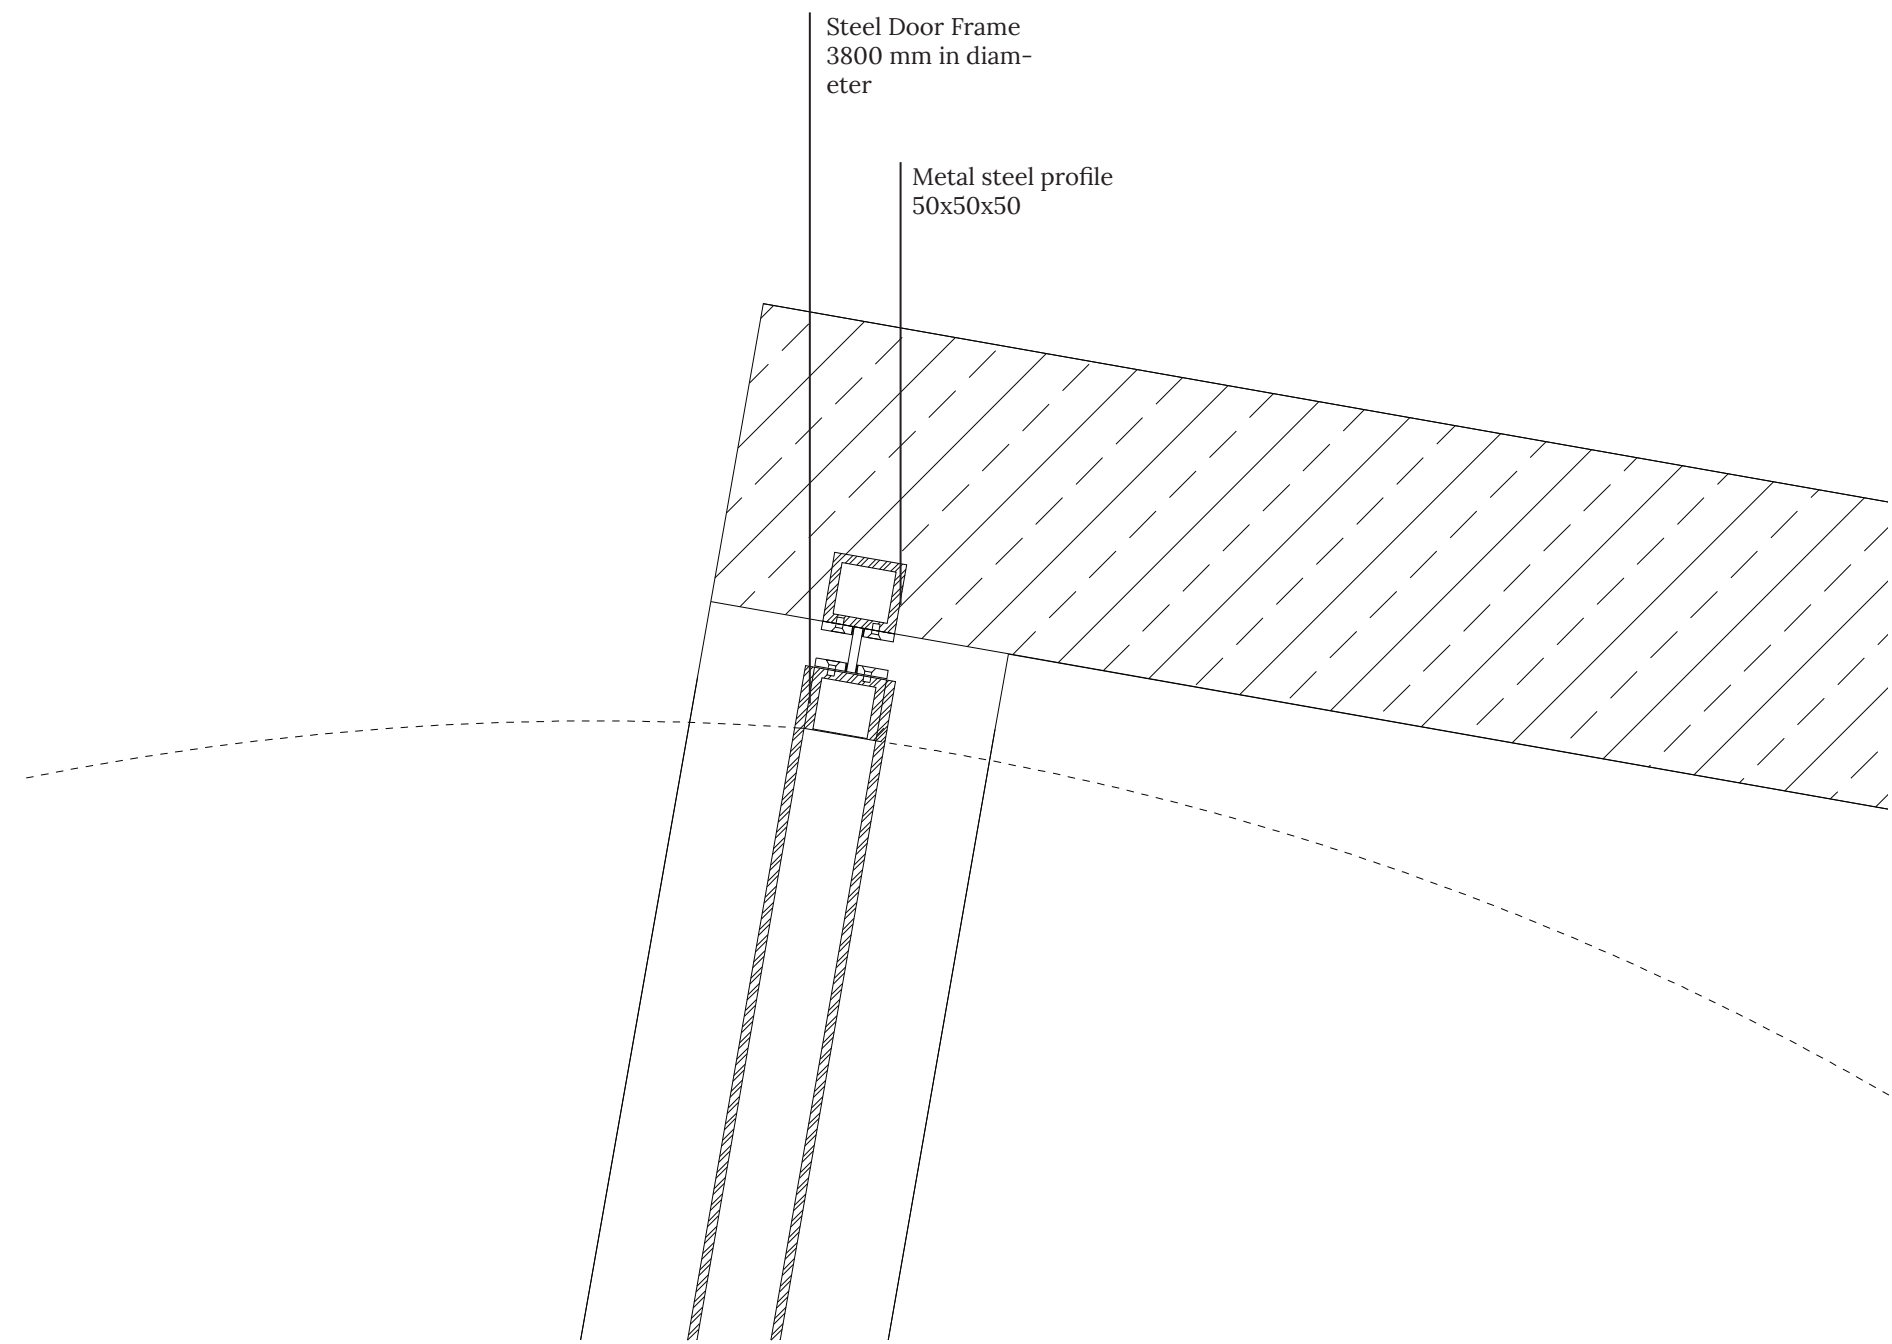 Steel Door Frame
3800 mm in diam-
eter
Metal steel profile
50x50x50